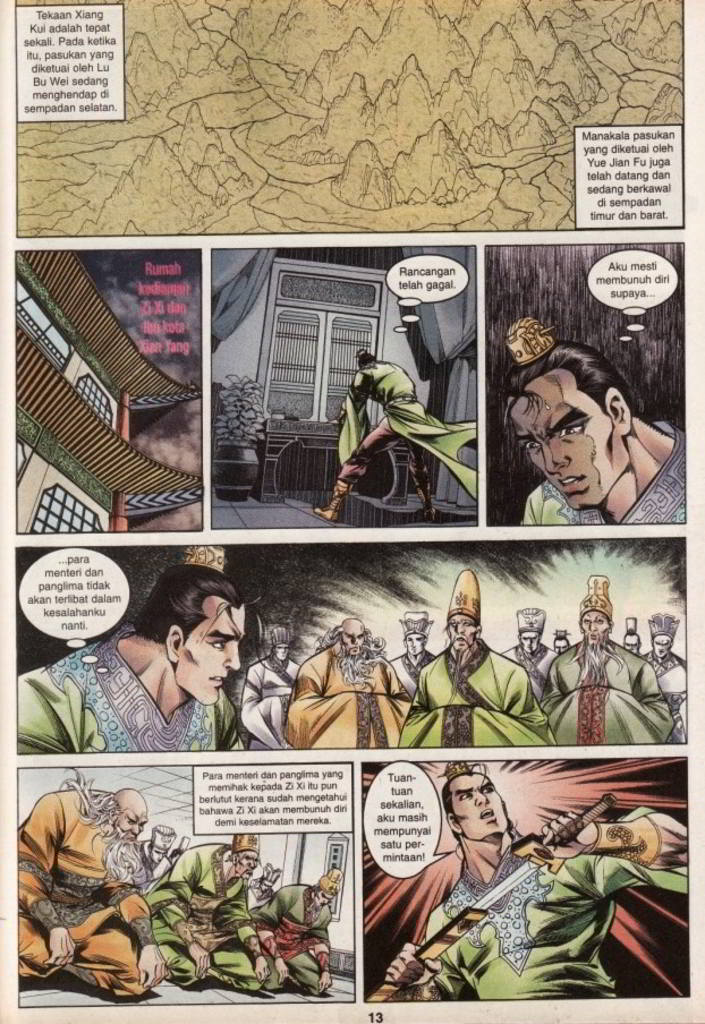 Tekaan Xiang
Kui adalah tepat
sekali. Pada ketika
itu, pasukan yang
diketuai oleh Lu
Bu Wei sedang
menghendap di
sempadan selatan.
Manakala pasukan
yang diketuai oleh
Yue Jian Fu juga
telah datang dan
sedang berkawal
di sempadan
timur dan barat.
Rumah
kediaman
Zi Xi dan
Ibu kota
Xian Yang
Rancangan
telah gagal.
Aku mesti
membunuh diri
supaya...
...para
menteri dan
panglima tidak
akan terlibat dalam
kesalahanku
nanti.
Para menteri dan panglima yang
memihak kepada Zi Xi itu pun
berlutut kerana sudah mengetahui
bahawa Zi Xi akan membunuh diri
demi keselamatan mereka.
Tuan-
tuan sekalian,
aku masih
mempunyai
satu per-
mintaan!
13